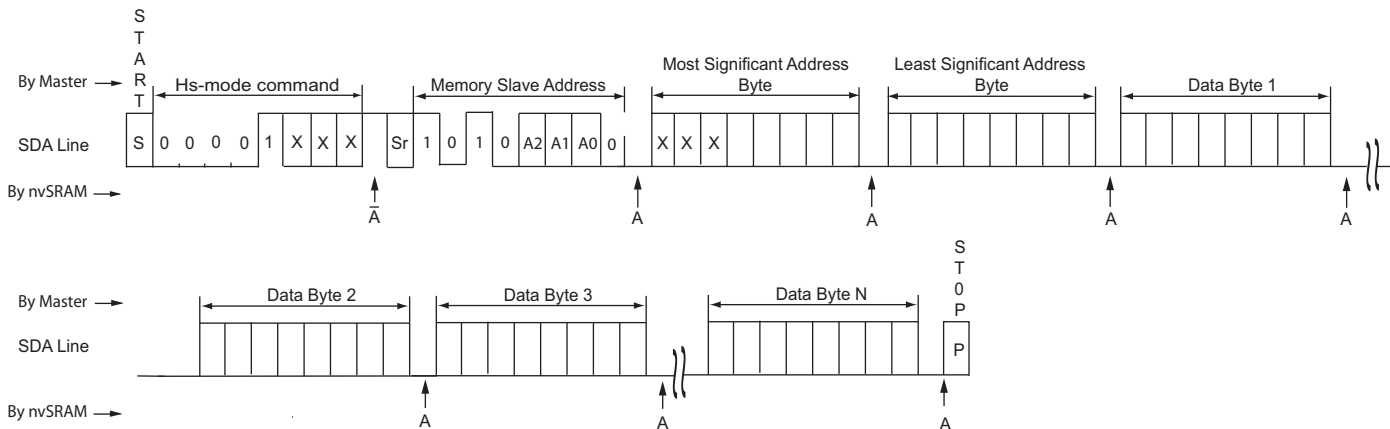 START
Most Significant Address Byte
Least Significant Address Byte
By Master
Hs-mode command
Memory Slave Address
Data Byte 1
SDA Line
S 0 0 0 0 1 X X X Sr 1 0 1 0 A2 A1 A0 0 X X X
By nvSRAM
A̅ A A A A
ST0P
By Master
Data Byte 2
Data Byte 3
Data Byte N
SDA Line
P
By nvSRAM
A A A